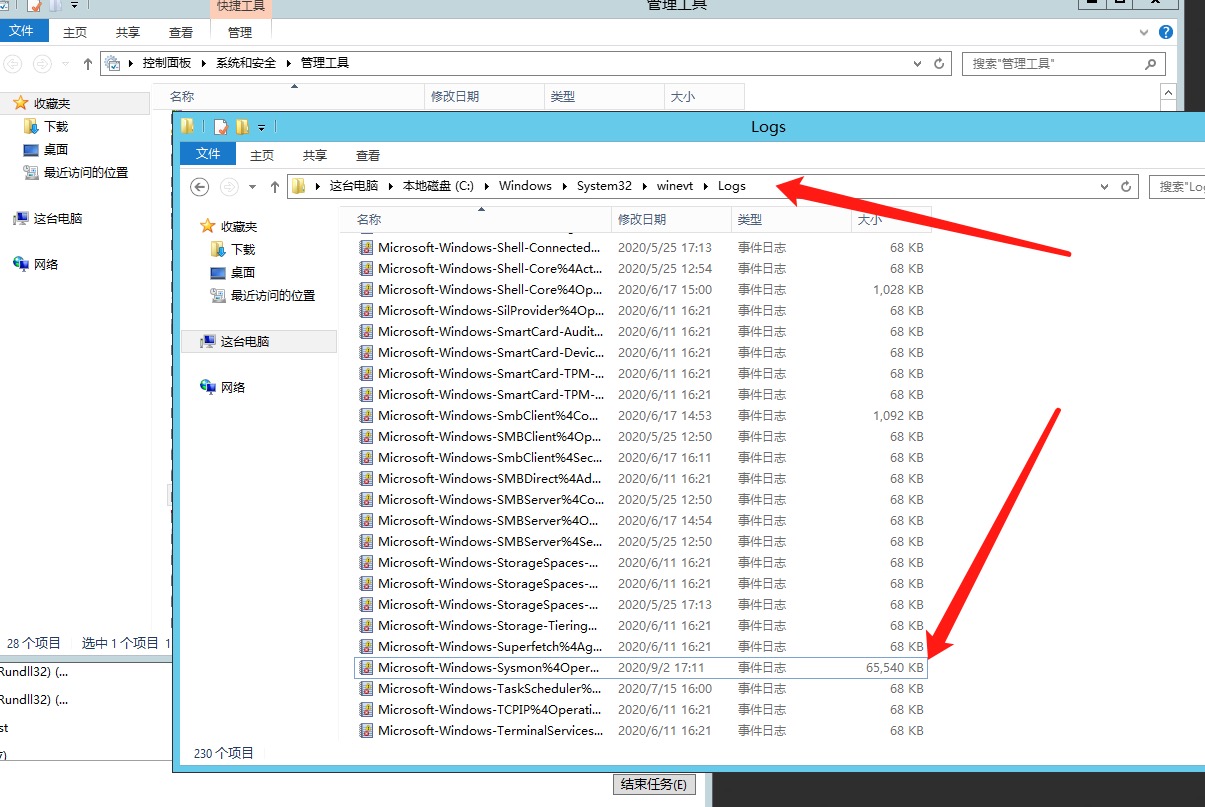 快捷工具
管理工具
文件 主页 共享 查看 管理
控制面板 系统和安全 管理工具
搜索"管理工具"
名称 修改日期 类型 大小
收藏夹
下载
桌面
最近访问的位置
这台电脑
网络
28 个项目 选中 1 个项目 1
Rundll32) (...
Rundll32) (...
st
Logs
文件 主页 共享 查看
这台电脑 本地磁盘 (C:) Windows System32 winevt Logs
搜索"Log
收藏夹
下载
桌面
最近访问的位置
这台电脑
网络
名称 修改日期 类型 大小
Microsoft-Windows-Shell-Connected... 2020/5/25 17:13 事件日志 68 KB
Microsoft-Windows-Shell-Core%4Act... 2020/5/25 12:54 事件日志 68 KB
Microsoft-Windows-Shell-Core%4Op... 2020/6/17 15:00 事件日志 1,028 KB
Microsoft-Windows-SilProvider%4Op... 2020/6/11 16:21 事件日志 68 KB
Microsoft-Windows-SmartCard-Audit... 2020/6/11 16:21 事件日志 68 KB
Microsoft-Windows-SmartCard-Devic... 2020/6/11 16:21 事件日志 68 KB
Microsoft-Windows-SmartCard-TPM-... 2020/6/11 16:21 事件日志 68 KB
Microsoft-Windows-SmartCard-TPM-... 2020/6/11 16:21 事件日志 68 KB
Microsoft-Windows-SmbClient%4Co... 2020/6/17 14:53 事件日志 1,092 KB
Microsoft-Windows-SMBClient%4Op... 2020/5/25 12:50 事件日志 68 KB
Microsoft-Windows-SmbClient%4Sec... 2020/6/17 16:11 事件日志 68 KB
Microsoft-Windows-SMBDirect%4Ad... 2020/6/11 16:21 事件日志 68 KB
Microsoft-Windows-SMBServer%4Co... 2020/5/25 12:50 事件日志 68 KB
Microsoft-Windows-SMBServer%4O... 2020/6/17 14:54 事件日志 68 KB
Microsoft-Windows-SMBServer%4Se... 2020/5/25 12:50 事件日志 68 KB
Microsoft-Windows-StorageSpaces-... 2020/6/11 16:21 事件日志 68 KB
Microsoft-Windows-StorageSpaces-... 2020/6/11 16:21 事件日志 68 KB
Microsoft-Windows-StorageSpaces-... 2020/5/25 17:13 事件日志 68 KB
Microsoft-Windows-Storage-Tiering... 2020/6/11 16:21 事件日志 68 KB
Microsoft-Windows-Superfetch%4Ag... 2020/6/11 16:21 事件日志 68 KB
Microsoft-Windows-Sysmon%4Oper... 2020/9/2 17:11 事件日志 65,540 KB
Microsoft-Windows-TaskScheduler%... 2020/7/15 16:00 事件日志 68 KB
Microsoft-Windows-TCPIP%4Operati... 2020/6/11 16:21 事件日志 68 KB
Microsoft-Windows-TerminalServices... 2020/6/11 16:21 事件日志 68 KB
230 个项目
结束任务(E)